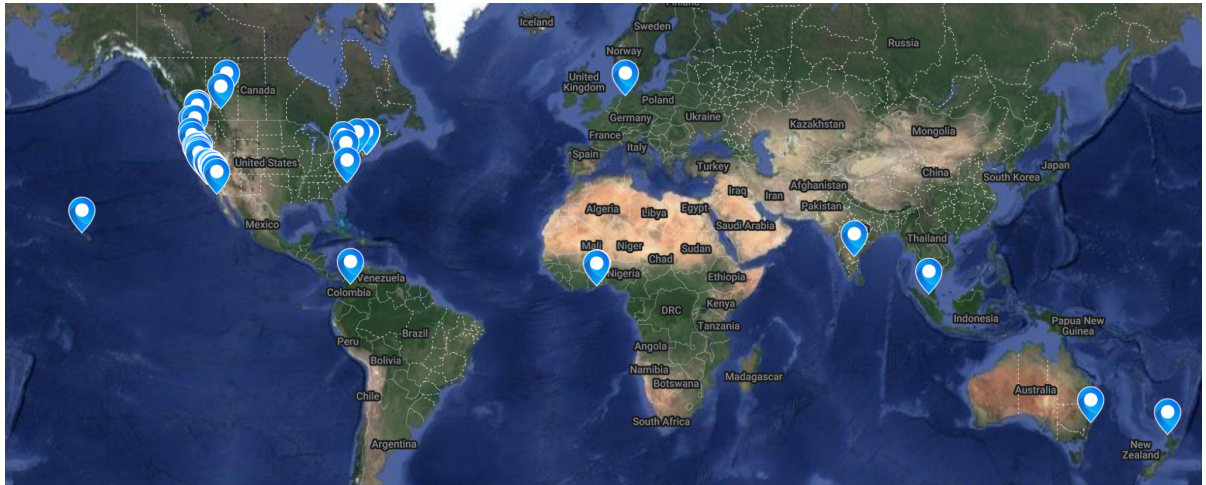 Finland
Iceland
Sweden
Norway
Russia
United
Kingdom
Canada
Poland
Germany
Ukraine
Kazakhstan
Mongolia
France
Italy
Spain
Turkey
United States
Japan
South Korea
China
Afghanistan
Iraq
Iran
Pakistan
Algeria
Libya
Egypt
Saudi Arabia
Mexico
Mali
Niger
Chad
Sudan
Thailand
Nigeria
Ethiopia
Venezuela
Colombia
Kenya
DRC
Tanzania
Indonesia
Papua New
Guinea
Brazil
Peru
Bolivia
Angola
Namibia
Botswana
Madagascar
Australia
Chile
South Africa
Argentina
New
Zealand